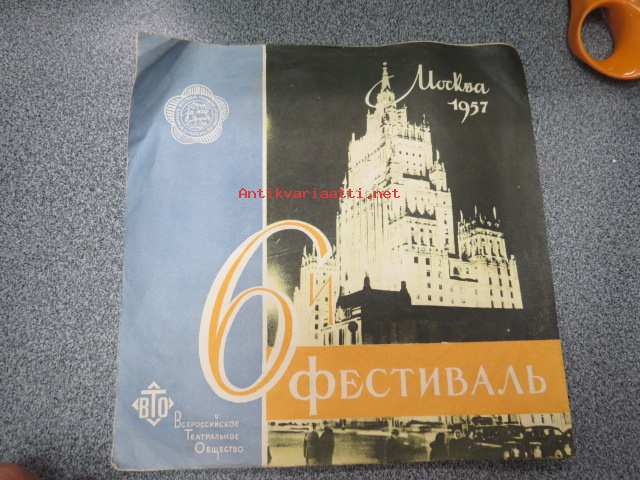 Москва
1957
Antikvariaatti.net
6й
ФЕСТИВАЛЬ
ВТО
ВСЕРОССИЙСКОЕ
ТЕАТРАЛЬНОЕ
ОБЩЕСТВО